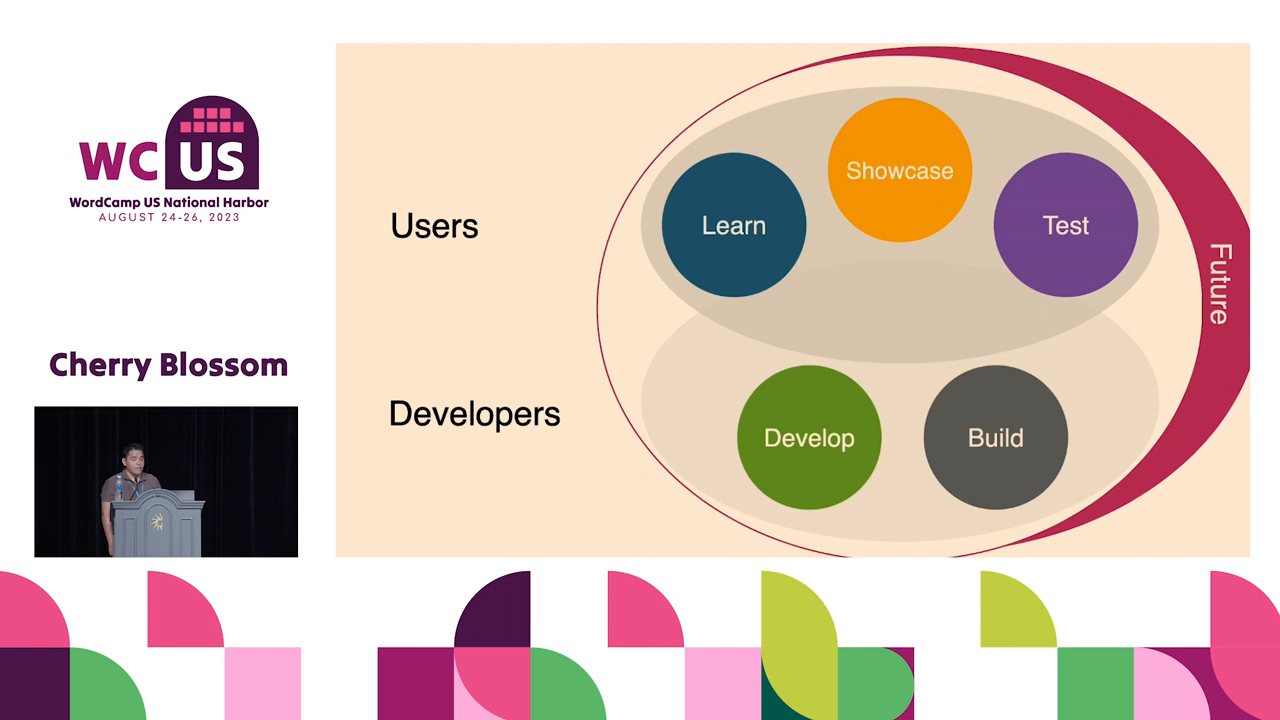 WC US
WordCamp US National Harbor
AUGUST 24-26, 2023
Cherry Blossom
Users
Developers
Learn
Showcase
Test
Develop
Build
Future